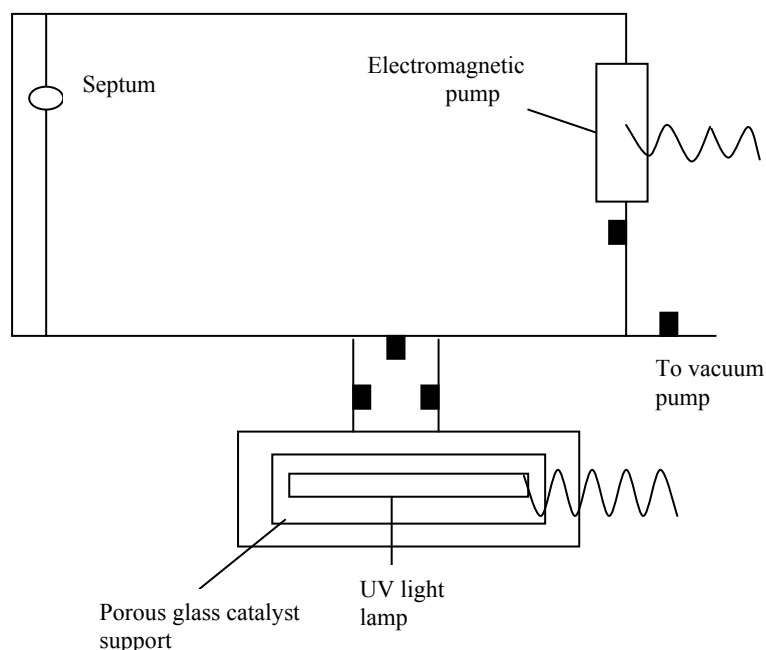 Electromagnetic
pump
Septum
To vacuum
pump
UV light
lamp
Porous glass catalyst
support